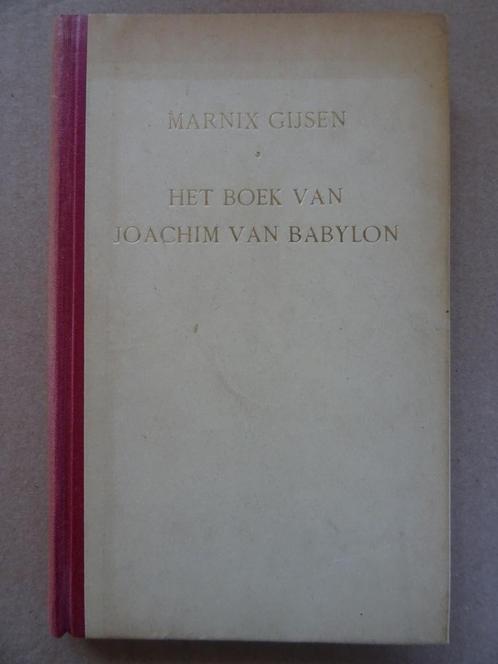 MARNIX GIJSEN
HET BOEK VAN
JOACHIM VAN BABYLON